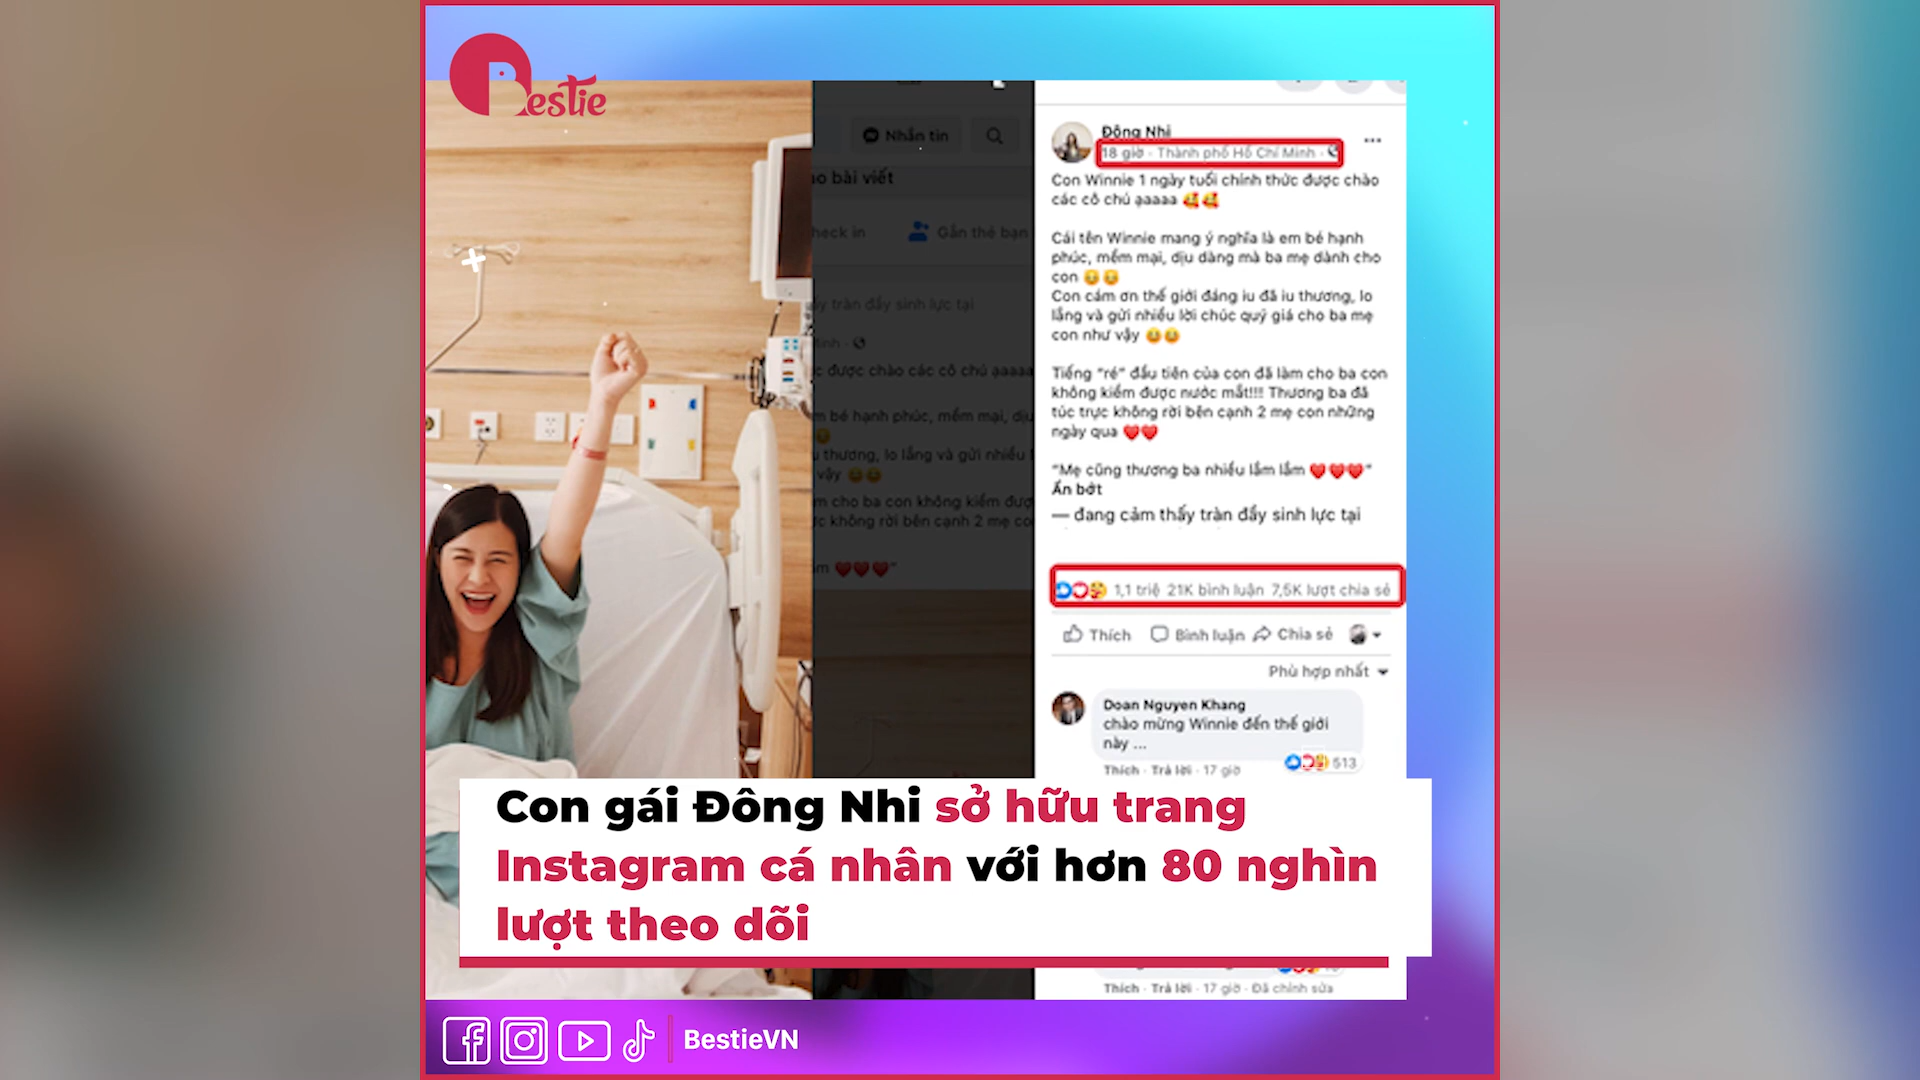 Bestie
Nhắn tin
ao bài viết
heck in
Gắn thẻ bạn
ầy tràn đầy sinh lực tại
Minh
c được chào các cô chú aaaaa
m bé hạnh phúc, mềm mại, dịu
u thương, lo lắng và gửi nhiều l
vậy
m cho ba con không kiềm đượ
c không rời bên cạnh 2 mẹ co
ắm ❤❤❤"
Đông Nhi
18 giờ · Thành phố Hồ Chí Minh ·
Con Winnie 1 ngày tuổi chính thức được chào
các cô chú ạaaaa 🥰🥰
Cái tên Winnie mang ý nghĩa là em bé hạnh
phúc, mềm mại, dịu dàng mà ba mẹ dành cho
con 😊😊
Con cám ơn thế giới đáng iu đã iu thương, lo
lắng và gửi nhiều lời chúc quý giá cho ba mẹ
con như vậy 😊😊
Tiếng “ré” đầu tiên của con đã làm cho ba con
không kiềm được nước mắt!!! Thương ba đã
túc trực không rời bên cạnh 2 mẹ con những
ngày qua ❤❤
“Mẹ cũng thương ba nhiều lắm lắm ❤❤❤”
Ẩn bớt
— đang cảm thấy tràn đầy sinh lực tại
1,1 triệ 21K bình luận 7,5K lượt chia sẻ
Thích Bình luận Chia sẻ
Phù hợp nhất
Doan Nguyen Khang
chào mừng Winnie đến thế giới
này ...
513
Thích · Trả lời · 17 giờ
Con gái Đông Nhi sở hữu trang
Instagram cá nhân với hơn 80 nghìn
lượt theo dõi
Thích · Trả lời · 17 giờ · Đã chỉnh sửa
BestieVN